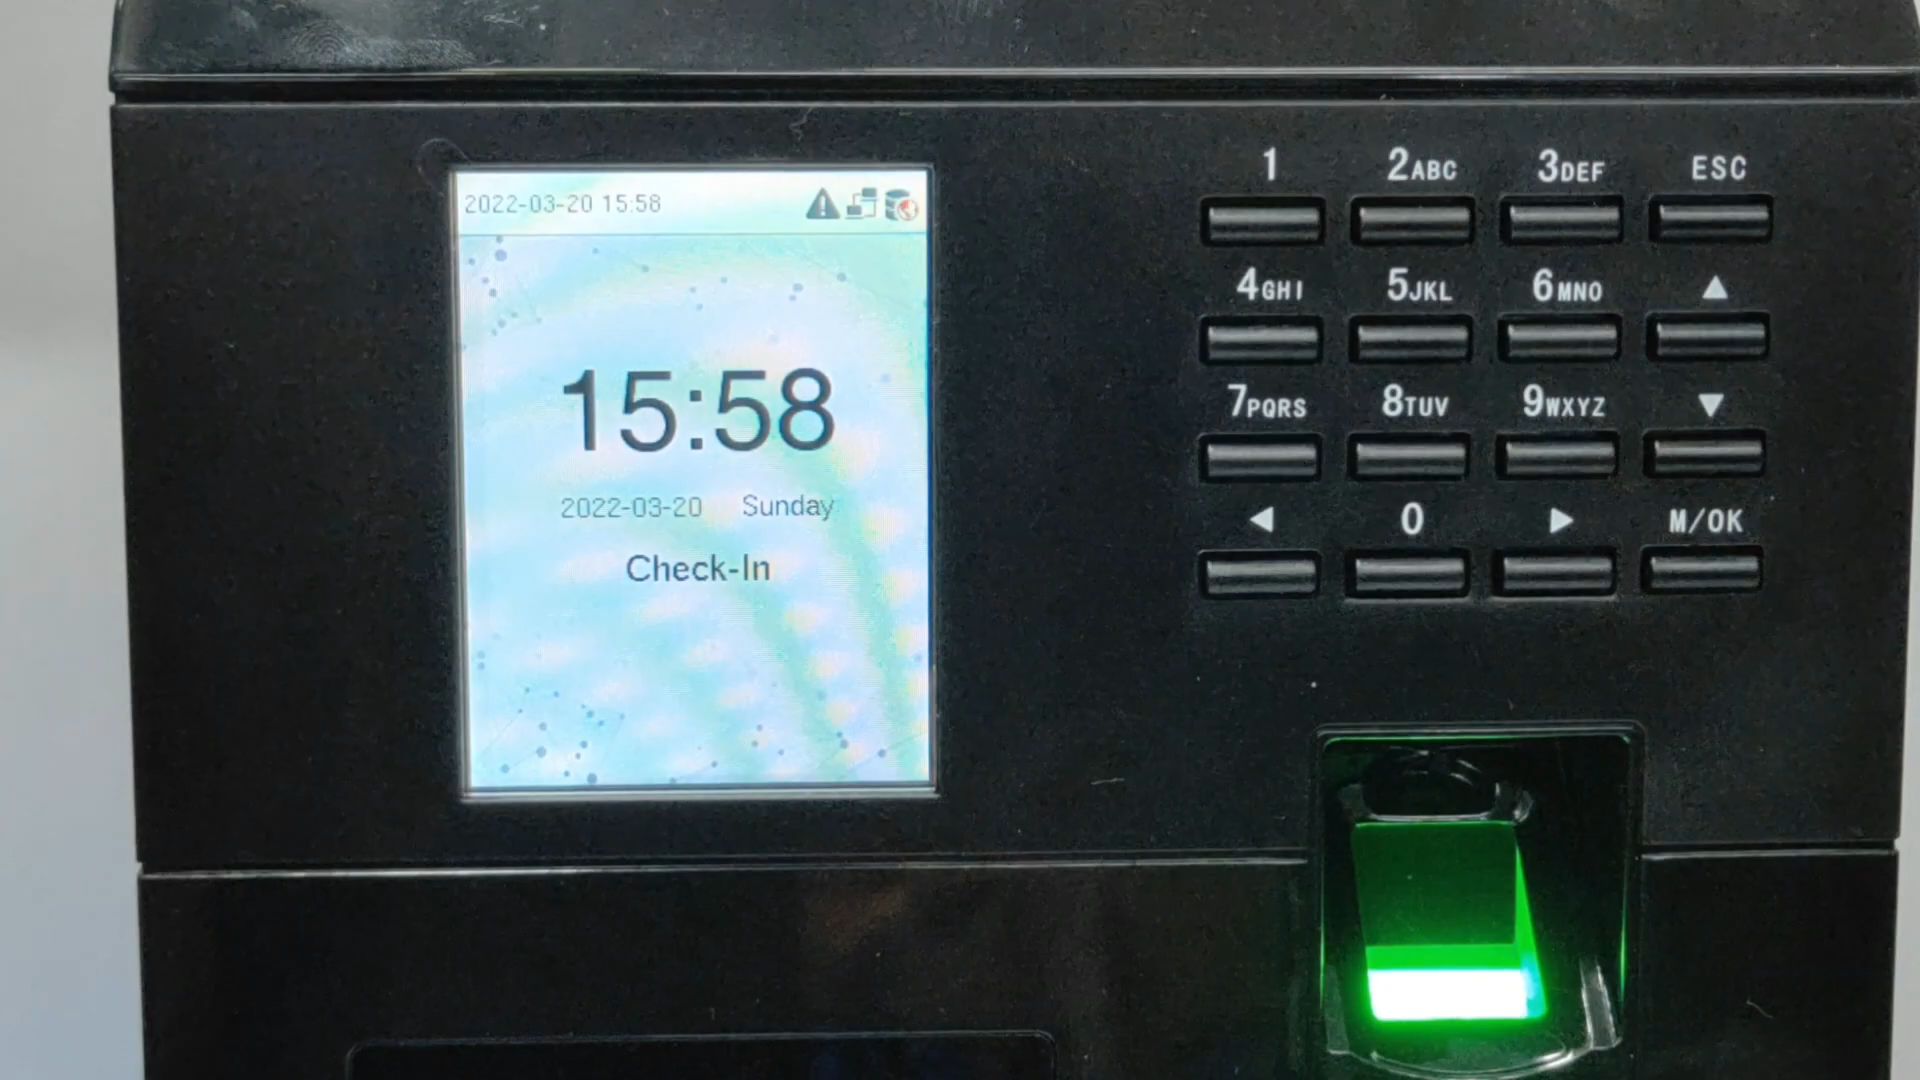 2022-03-20 15:58
15:58
2022-03-20 Sunday
Check-In
1 2ABC 3DEF ESC
4GHI 5JKL 6MNO ▲
7PQRS 8TUV 9WXYZ ▼
◀ 0 ▶ M/OK